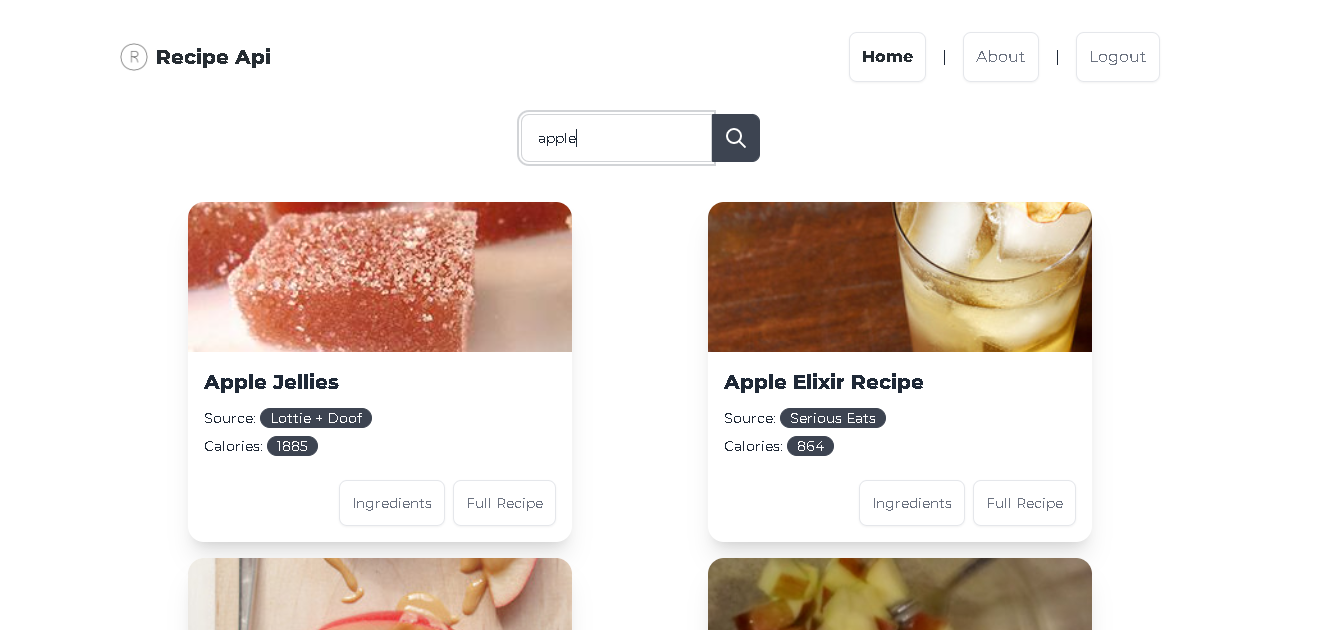 R Recipe Api
Home | About | Logout
apple
Apple Jellies
Source: Lottie + Doof
Calories: 1885
Ingredients Full Recipe
Apple Elixir Recipe
Source: Serious Eats
Calories: 864
Ingredients Full Recipe